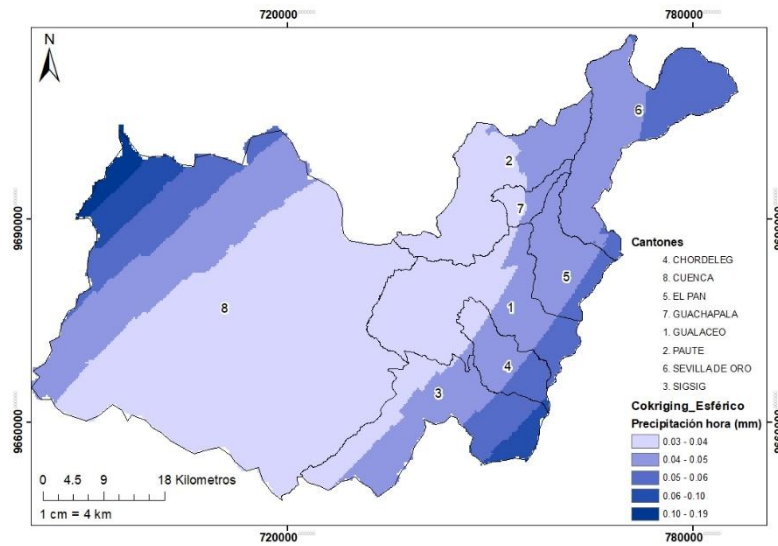 720000
780000
N
6
2
7
9690000
9690000
Cantones
4. CHORDELEG
8. CUENCA
5. EL PAN
7. GUACHAPALA
1. GUALACEO
2. PAUTE
6. SEVILLA DE ORO
3. SIGSIG
5
8
1
4
3
Cokriging_Esférico
Precipitación hora (mm)
0.03 - 0.04
0.04 - 0.05
0.05 - 0.06
0.06 - 0.10
0.10 - 0.19
9660000
9660000
0 4.5 9 18 Kilometros
1 cm = 4 km
720000
780000